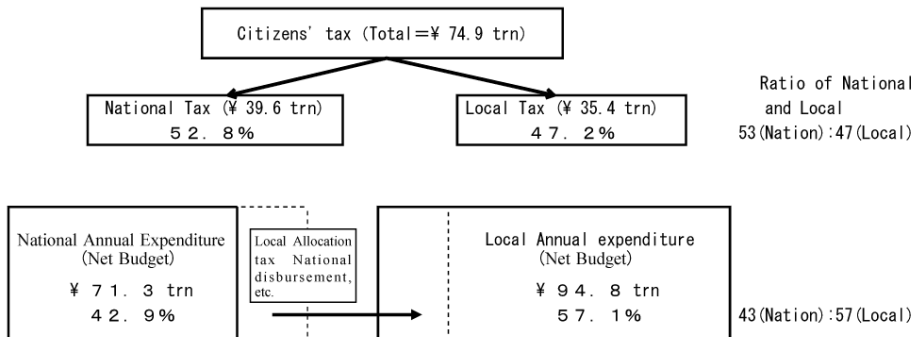 Citizens' tax (Total=¥ 74.9 trn)
National Tax (¥ 39.6 trn)
52.8%
Local Tax (¥ 35.4 trn)
47.2%
Ratio of National
and Local
53(Nation):47(Local)
National Annual Expenditure
(Net Budget)
¥ 71.3 trn
42.9%
Local Allocation
tax National
disbursement,
etc.
Local Annual expenditure
(Net Budget)
¥ 94.8 trn
57.1%
43(Nation):57(Local)